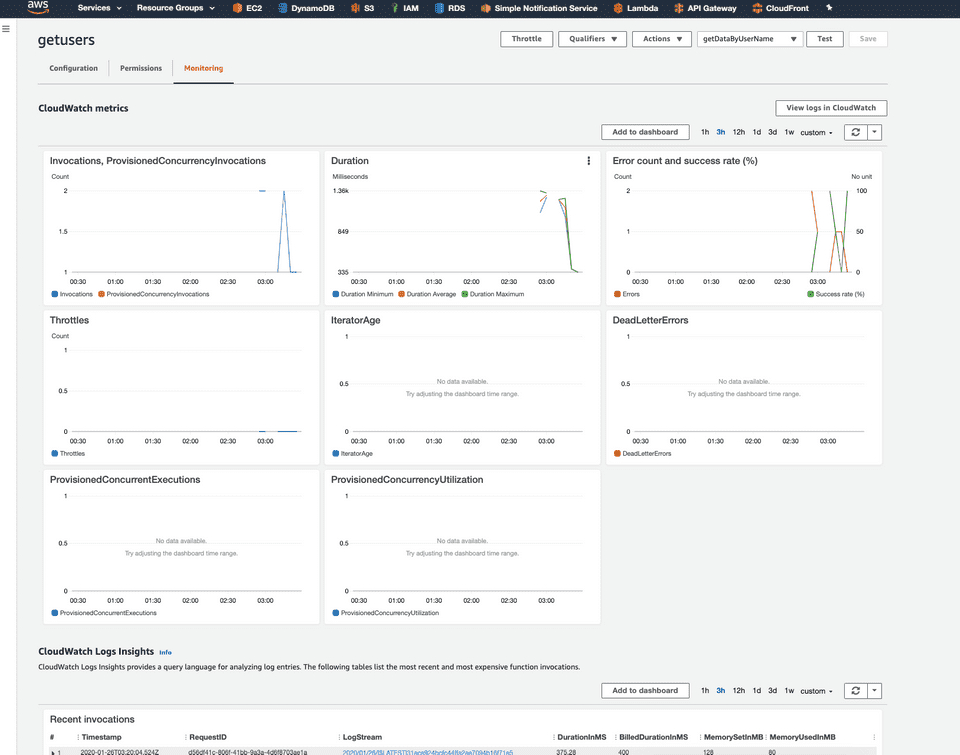 aws Services Resource Groups EC2 DynamoDB S3 IAM RDS Simple Notification Service Lambda API Gateway CloudFront
getusers Throttle Qualifiers Actions getDataByUserName Test Save
Configuration Permissions Monitoring
CloudWatch metrics View logs in CloudWatch
Add to dashboard 1h 3h 12h 1d 3d 1w custom
Invocations, ProvisionedConcurrencyInvocations
Count
2
1.5
1
00:30 01:00 01:30 02:00 02:30 03:00
Invocations ProvisionedConcurrencyInvocations
Duration
Milliseconds
1.36k
849
335
00:30 01:00 01:30 02:00 02:30 03:00
Duration Minimum Duration Average Duration Maximum
Error count and success rate (%)
Count No unit
2 100
1 50
0 0
00:30 01:00 01:30 02:00 02:30 03:00
Errors Success rate (%)
Throttles
Count
1
0.5
0
00:30 01:00 01:30 02:00 02:30 03:00
Throttles
IteratorAge
1
0.5
No data available.
Try adjusting the dashboard time range.
0
00:30 01:00 01:30 02:00 02:30 03:00
IteratorAge
DeadLetterErrors
1
0.5
No data available.
Try adjusting the dashboard time range.
0
00:30 01:00 01:30 02:00 02:30 03:00
DeadLetterErrors
ProvisionedConcurrentExecutions
1
0.5
No data available.
Try adjusting the dashboard time range.
0
00:30 01:00 01:30 02:00 02:30 03:00
ProvisionedConcurrentExecutions
ProvisionedConcurrencyUtilization
1
0.5
No data available.
Try adjusting the dashboard time range.
0
00:30 01:00 01:30 02:00 02:30 03:00
ProvisionedConcurrencyUtilization
CloudWatch Logs Insights Info
CloudWatch Logs Insights provides a query language for analyzing log entries. The following tables list the most recent and most expensive function invocations.
Add to dashboard 1h 3h 12h 1d 3d 1w custom
Recent invocations
# Timestamp RequestID LogStream DurationInMS BilledDurationInMS MemorySetInMB MemoryUsedInMB
1 2020-01-26T03:20:04.524Z 375.28 400 128 80